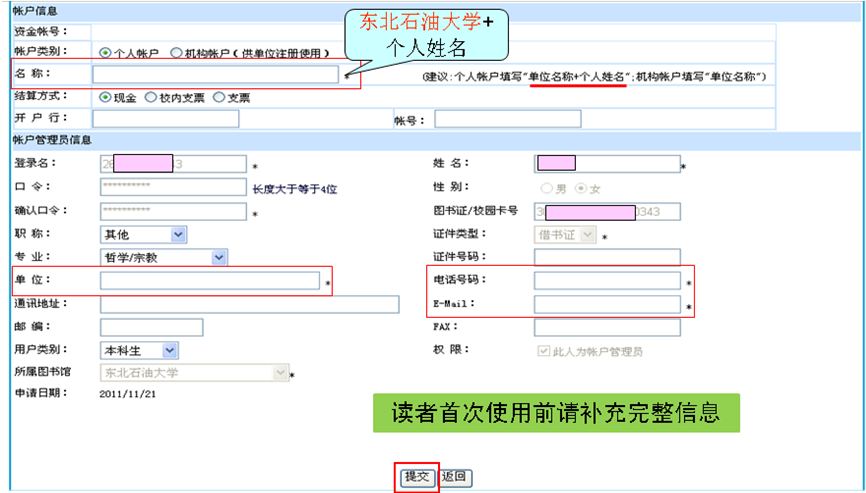 帐户信息
东北石油大学+
个人姓名
资金帐号：
帐户类别： 个人帐户 机构帐户（供单位注册使用）
名 称： * (建议:个人帐户填写"单位名称+个人姓名";机构帐户填写"单位名称")
结算方式： 现金 校内支票 支票
开 户 行： 帐号：
帐户管理员信息
登录名： 26 3 * 姓 名： *
口 令： ********** 长度大于等于4位 性 别： 男 女
确认口令： ********** * 图书证/校园卡号 3 0343
职 称： 其他 证件类型： 借书证 *
专 业： 哲学/宗教 证件号码：
单 位： * 电话号码： *
通讯地址： E-Mail： *
邮 编： FAX：
用户类别： 本科生 权 限： 此人为帐户管理员
所属图书馆 东北石油大学 *
申请日期： 2011/11/21
读者首次使用前请补充完整信息
提交 返回